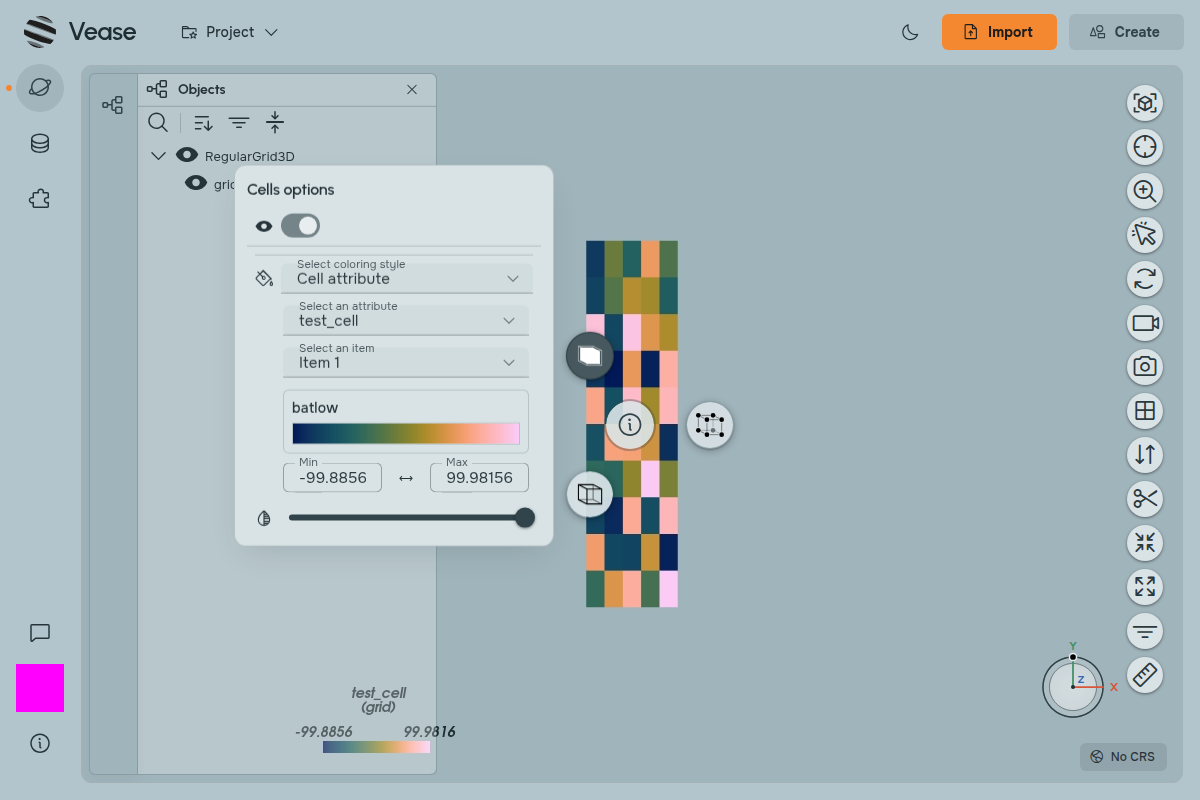 Vease
Project
Import
Create
Objects
RegularGrid3D
Cells options
Select coloring style
Cell attribute
Select an attribute
test_cell
Select an item
Item 1
batlow
Min
-99.8856
Max
99.98156
test_cell
(grid)
-99.8856
99.9816
Y
Z
X
No CRS